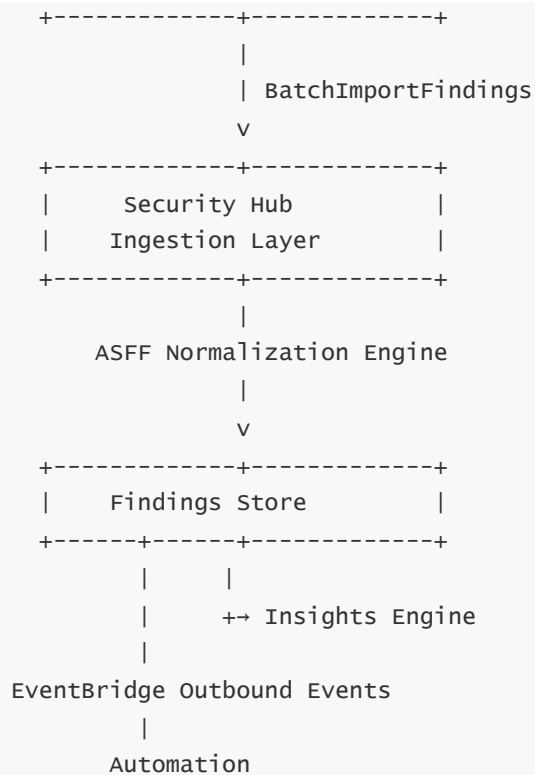 +-------------+-------------+
|
| BatchImportFindings
v
+-------------+-------------+
| Security Hub |
| Ingestion Layer |
+-------------+-------------+
|
ASFF Normalization Engine
|
v
+-------------+-------------+
| Findings Store |
+------+------+-------------+
| |
| +→ Insights Engine
|
EventBridge Outbound Events
|
Automation